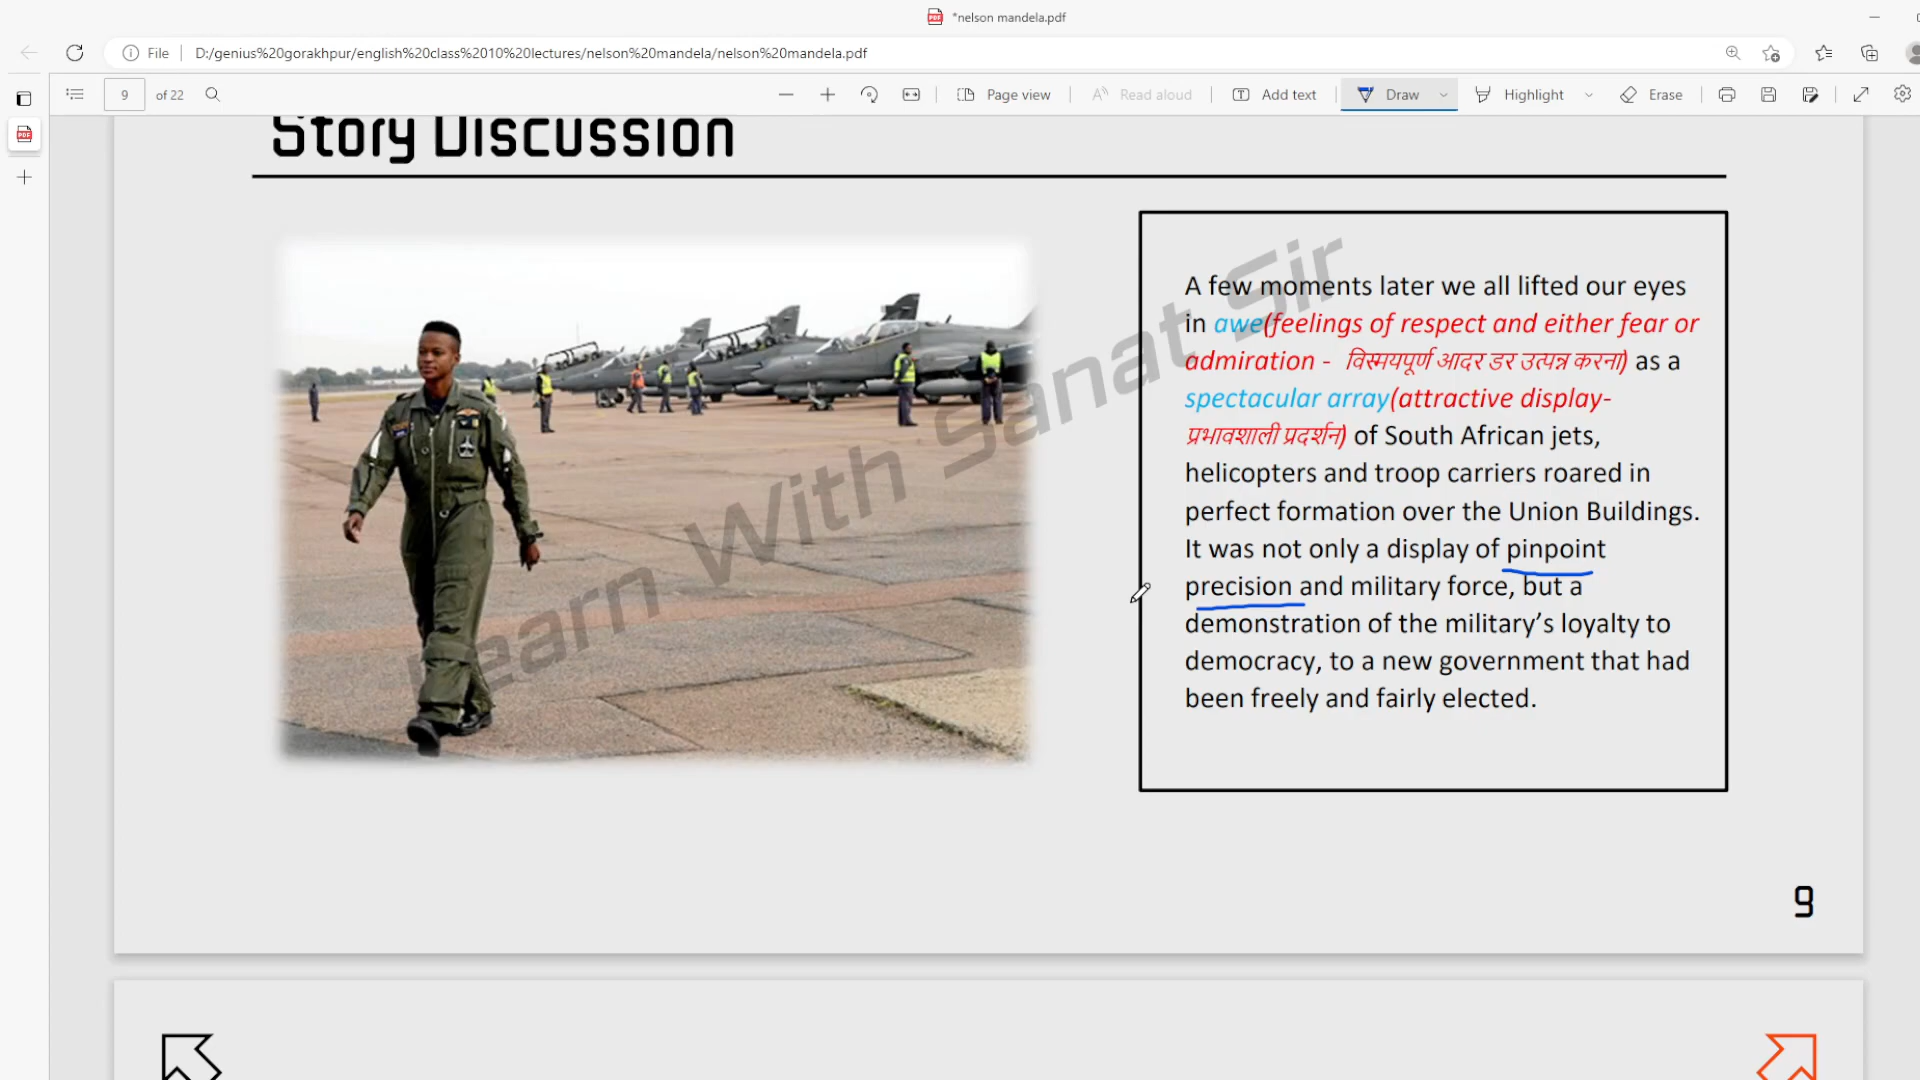 *nelson mandela.pdf
File
D:/genius%20gorakhpur/english%20class%2010%20lectures/nelson%20mandela/nelson%20mandela.pdf
9 of 22
Page view
Read aloud
Add text
Draw
Highlight
Erase
Story Discussion
A few moments later we all lifted our eyes
in awe(feelings of respect and either fear or
admiration - विस्मयपूर्ण आदर डर उत्पन्न करना) as a
spectacular array(attractive display-
प्रभावशाली प्रदर्शन) of South African jets,
helicopters and troop carriers roared in
perfect formation over the Union Buildings.
It was not only a display of pinpoint
precision and military force, but a
demonstration of the military’s loyalty to
democracy, to a new government that had
been freely and fairly elected.
Learn With Sanat Sir
9